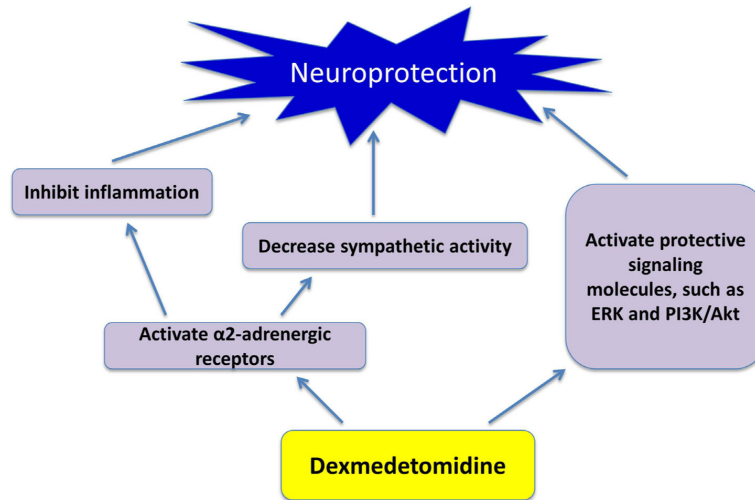 Neuroprotection
Inhibit inflammation
Decrease sympathetic activity
Activate protective
signaling
molecules, such as
ERK and PI3K/Akt
Activate α2-adrenergic
receptors
Dexmedetomidine